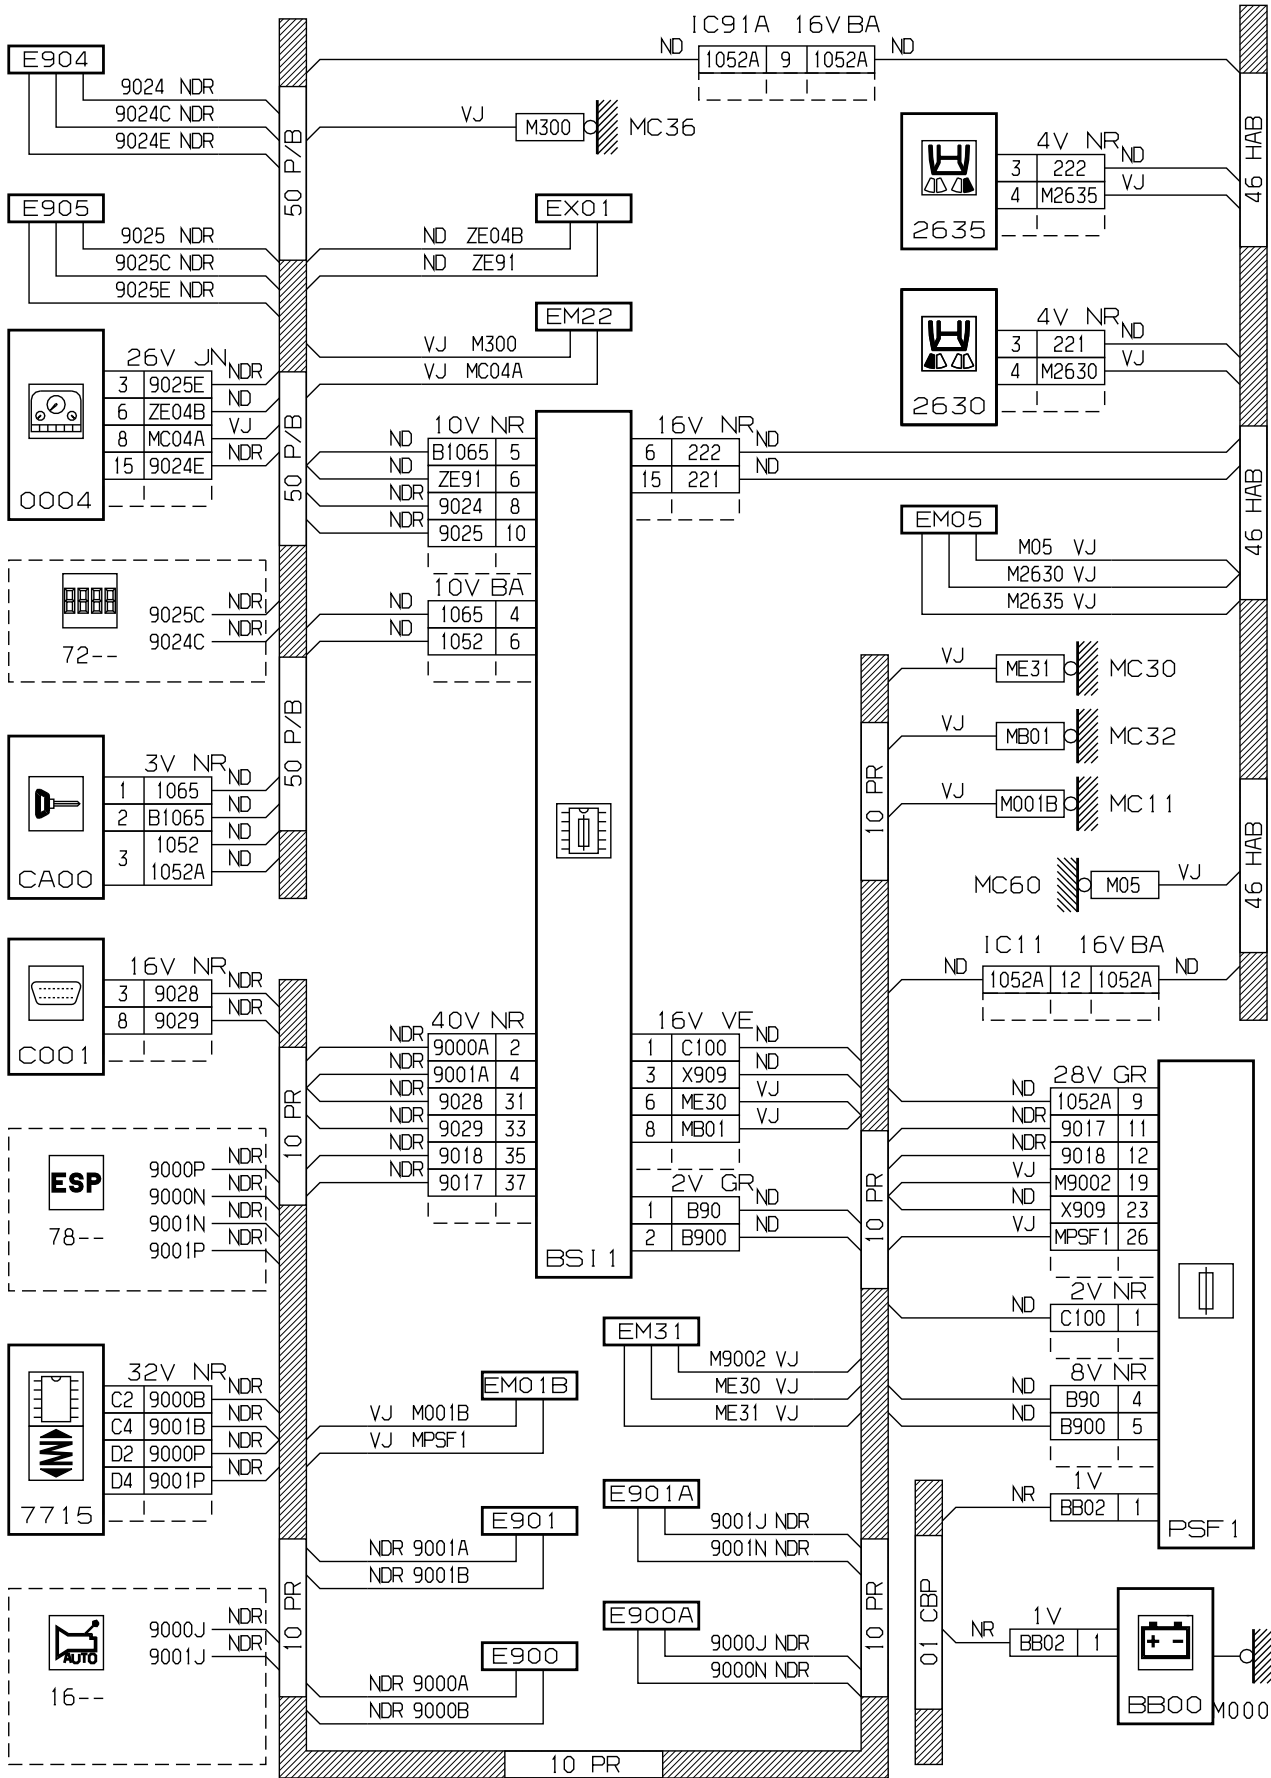 IC91A 16V BA
ND 1052A 9 1052A ND
E904
9024 NDR
9024C NDR
9024E NDR
50 P/B
VJ M300 MC36
46 HAB
E905
9025 NDR
9025C NDR
9025E NDR
EX01
ND ZE04B
ND ZE91
EM22
VJ M300
VJ MC04A
4V NR
3 222 ND
4 M2635 VJ
2635
4V NR
3 221 ND
4 M2630 VJ
2630
26V JN
3 9025E NDR
6 ZE04B ND
8 MC04A VJ
15 9024E NDR
0004
50 P/B
10V NR
ND B1065 5
ND ZE91 6
NDR 9024 8
NDR 9025 10
10V BA
ND 1065 4
ND 1052 6
16V NR
6 222 ND
15 221 ND
46 HAB
EM05
M05 VJ
M2630 VJ
M2635 VJ
9025C NDR
9024C NDR
72--
50 P/B
3V NR
1 1065 ND
2 B1065 ND
3 1052 ND
1052A ND
CA00
VJ ME31 MC30
VJ MB01 MC32
VJ M001B MC11
10 PR
MC60 M05 VJ
46 HAB
IC11 16V BA
ND 1052A 12 1052A ND
16V NR
3 9028 NDR
8 9029 NDR
C001
10 PR
40V NR
NDR 9000A 2
NDR 9001A 4
NDR 9028 31
NDR 9029 33
NDR 9018 35
NDR 9017 37
16V VE
1 C100 ND
3 X909 ND
6 ME30 VJ
8 MB01 VJ
2V GR
1 B90 ND
2 B900 ND
BSI1
10 PR
28V GR
ND 1052A 9
NDR 9017 11
NDR 9018 12
VJ M9002 19
ND X909 23
VJ MPSF1 26
2V NR
ND C100 1
8V NR
ND B90 4
ND B900 5
1V
NR BB02 1
PSF1
ESP
78--
9000P NDR
9000N NDR
9001N NDR
9001P NDR
EM31
M9002 VJ
ME30 VJ
ME31 VJ
32V NR
C2 9000B NDR
C4 9001B NDR
D2 9000P NDR
D4 9001P NDR
7715
EM01B
VJ M001B
VJ MPSF1
E901
NDR 9001A
NDR 9001B
E901A
9001J NDR
9001N NDR
10 PR
AUTO
16--
9000J NDR
9001J NDR
E900
NDR 9000A
NDR 9000B
E900A
9000J NDR
9000N NDR
10 PR
01 CBP
1V
NR BB02 1
+ -
BB00
M000
10 PR